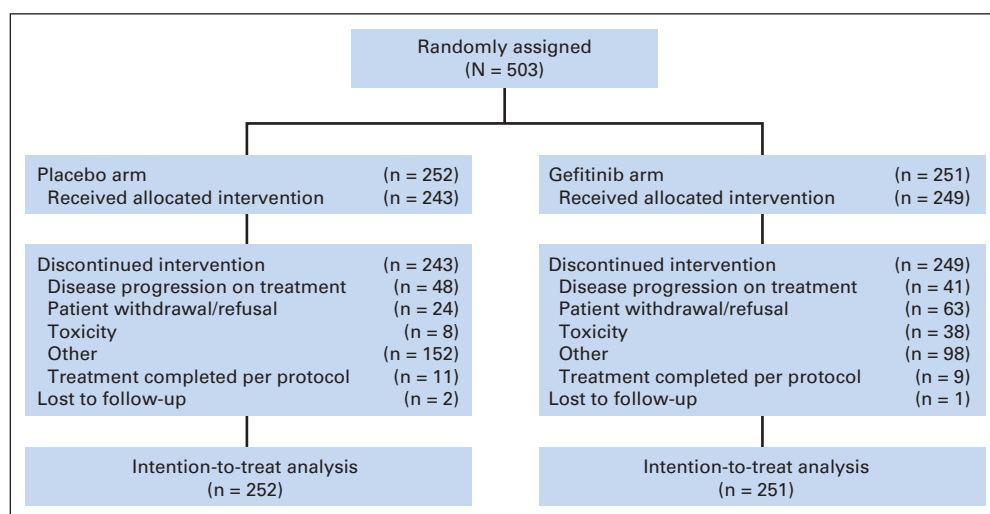 Randomly assigned
(N = 503)
Placebo arm (n = 252)
Received allocated intervention (n = 243)
Gefitinib arm (n = 251)
Received allocated intervention (n = 249)
Discontinued intervention (n = 243)
Disease progression on treatment (n = 48)
Patient withdrawal/refusal (n = 24)
Toxicity (n = 8)
Other (n = 152)
Treatment completed per protocol (n = 11)
Lost to follow-up (n = 2)
Discontinued intervention (n = 249)
Disease progression on treatment (n = 41)
Patient withdrawal/refusal (n = 63)
Toxicity (n = 38)
Other (n = 98)
Treatment completed per protocol (n = 9)
Lost to follow-up (n = 1)
Intention-to-treat analysis
(n = 252)
Intention-to-treat analysis
(n = 251)